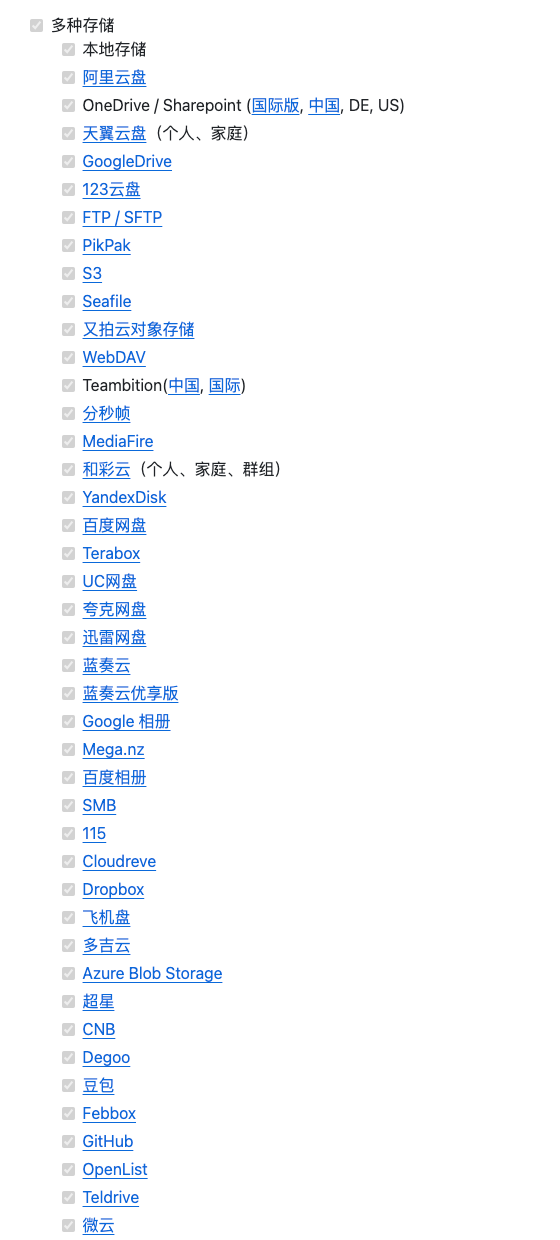 多种存储
本地存储
阿里云盘
OneDrive / Sharepoint (国际版, 中国, DE, US)
天翼云盘（个人、家庭）
GoogleDrive
123云盘
FTP / SFTP
PikPak
S3
Seafile
又拍云对象存储
WebDAV
Teambition(中国, 国际)
分秒帧
MediaFire
和彩云（个人、家庭、群组）
YandexDisk
百度网盘
Terabox
UC网盘
夸克网盘
迅雷网盘
蓝奏云
蓝奏云优享版
Google 相册
Mega.nz
百度相册
SMB
115
Cloudreve
Dropbox
飞机盘
多吉云
Azure Blob Storage
超星
CNB
Degoo
豆包
Febbox
GitHub
OpenList
Teldrive
微云